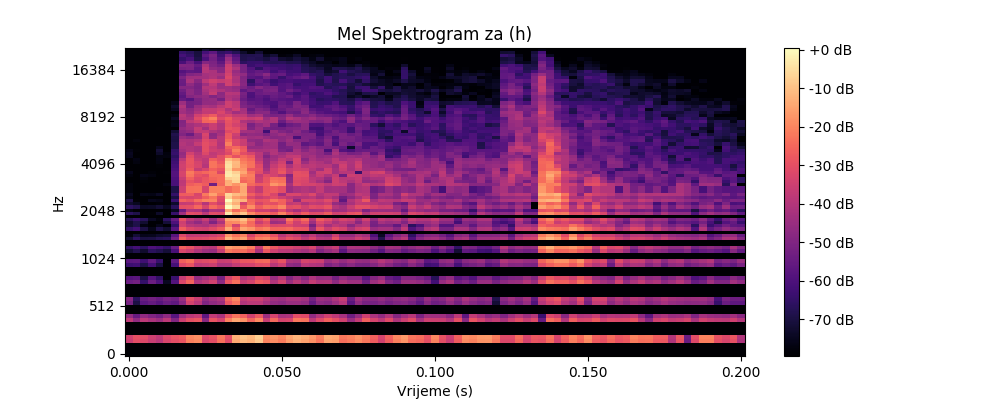 Mel Spektrogram za (h)
Hz
16384
8192
4096
2048
1024
512
0
0.000 0.050 0.100 0.150 0.200
Vrijeme (s)
+0 dB
-10 dB
-20 dB
-30 dB
-40 dB
-50 dB
-60 dB
-70 dB